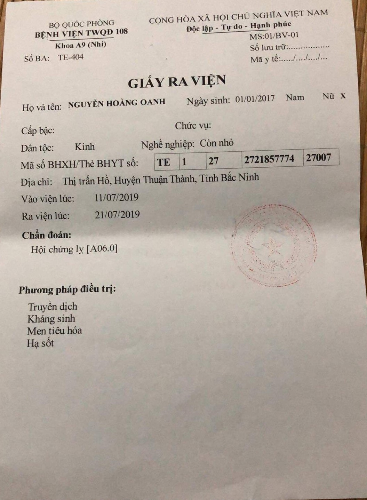 BỘ QUỐC PHÒNG
BỆNH VIỆN TWQĐ 108
Khoa A9 (Nhi)
Số BA: TE-404
CỘNG HÒA XÃ HỘI CHỦ NGHĨA VIỆT NAM
Độc lập - Tự do - Hạnh phúc
MS:01/BV-01
Số lưu trữ:....................
Mã y tế:....../..../....
GIẤY RA VIỆN
Họ và tên: NGUYỄN HOÀNG OANH Ngày sinh: 01/01/2017 Nam Nữ X
Cấp bậc: Chức vụ:
Dân tộc: Kinh Nghề nghiệp: Còn nhỏ
Mã số BHXH/Thẻ BHYT số: TE 1 27 2721857774 27007
Địa chỉ: Thị trấn Hồ, Huyện Thuận Thành, Tỉnh Bắc Ninh
Vào viện lúc: 11/07/2019
Ra viện lúc: 21/07/2019
Chẩn đoán:
Hội chứng lỵ [A06.0]
Phương pháp điều trị:
Truyền dịch
Kháng sinh
Men tiêu hóa
Hạ sốt